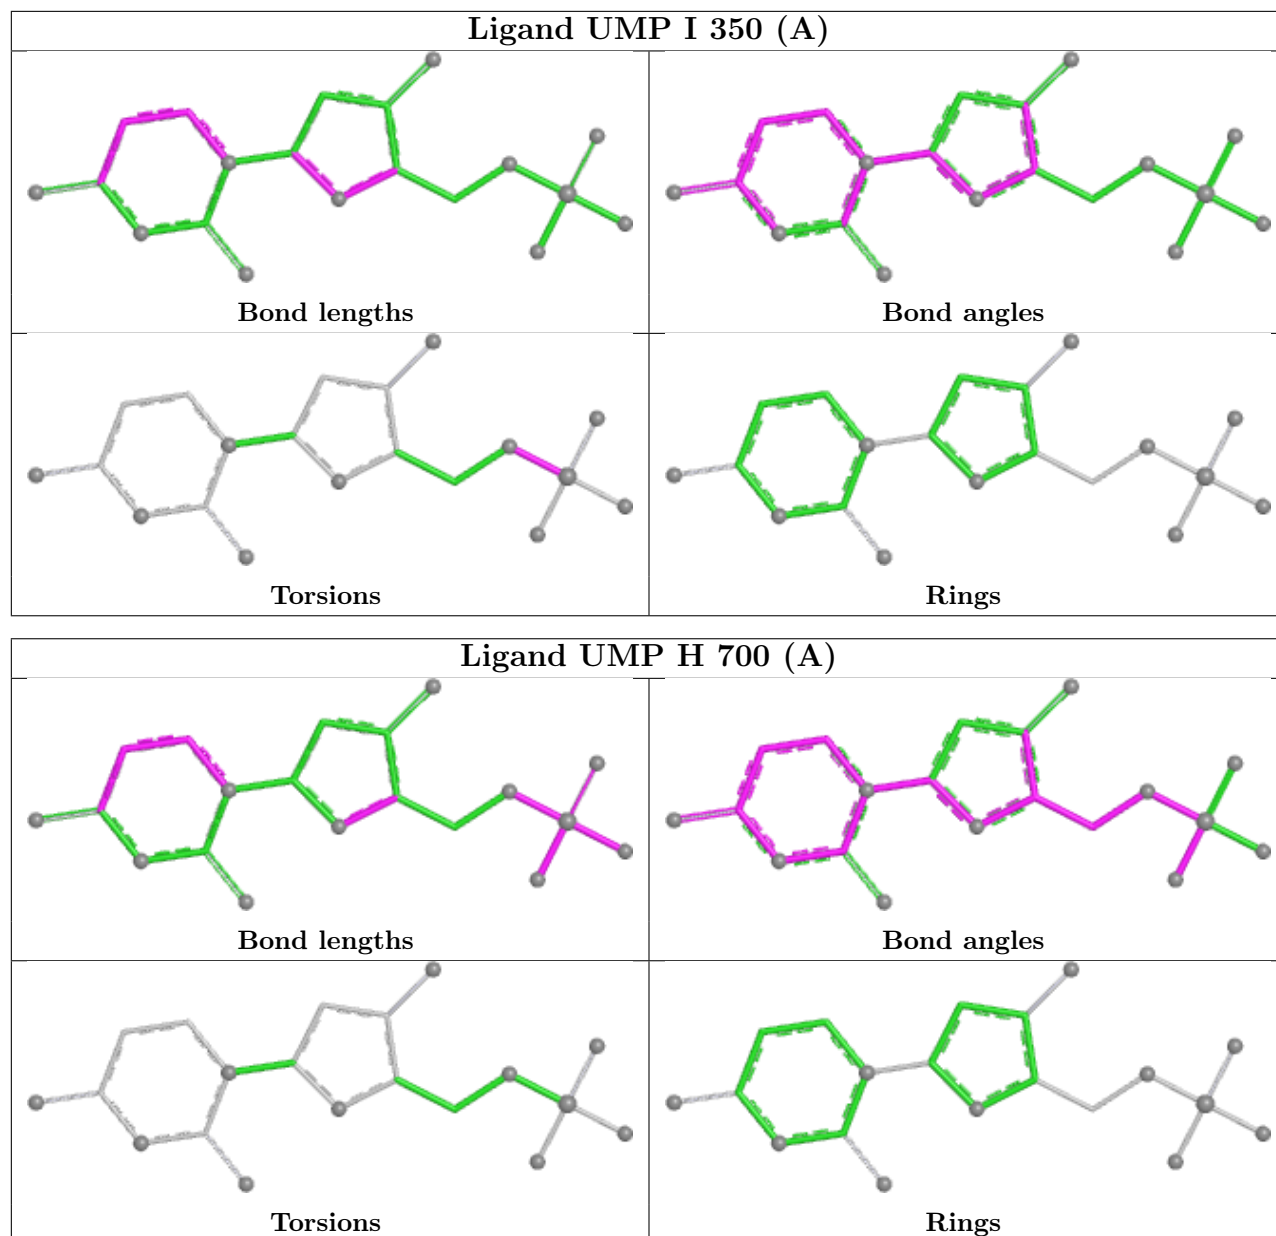 Ligand UMP I 350 (A)
Bond lengths
Bond angles
Torsions
Rings
Ligand UMP H 700 (A)
Bond lengths
Bond angles
Torsions
Rings